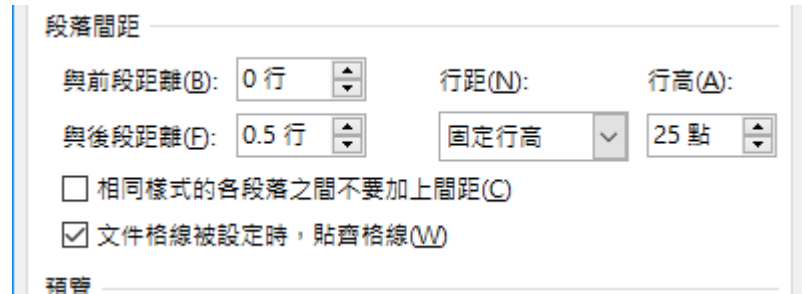 段落間距
與前段距離(B): 0 行 行距(N): 行高(A):
與後段距離(F): 0.5 行 固定行高 25 點
相同樣式的各段落之間不要加上間距(C)
文件格線被設定時，貼齊格線(W)
預覽